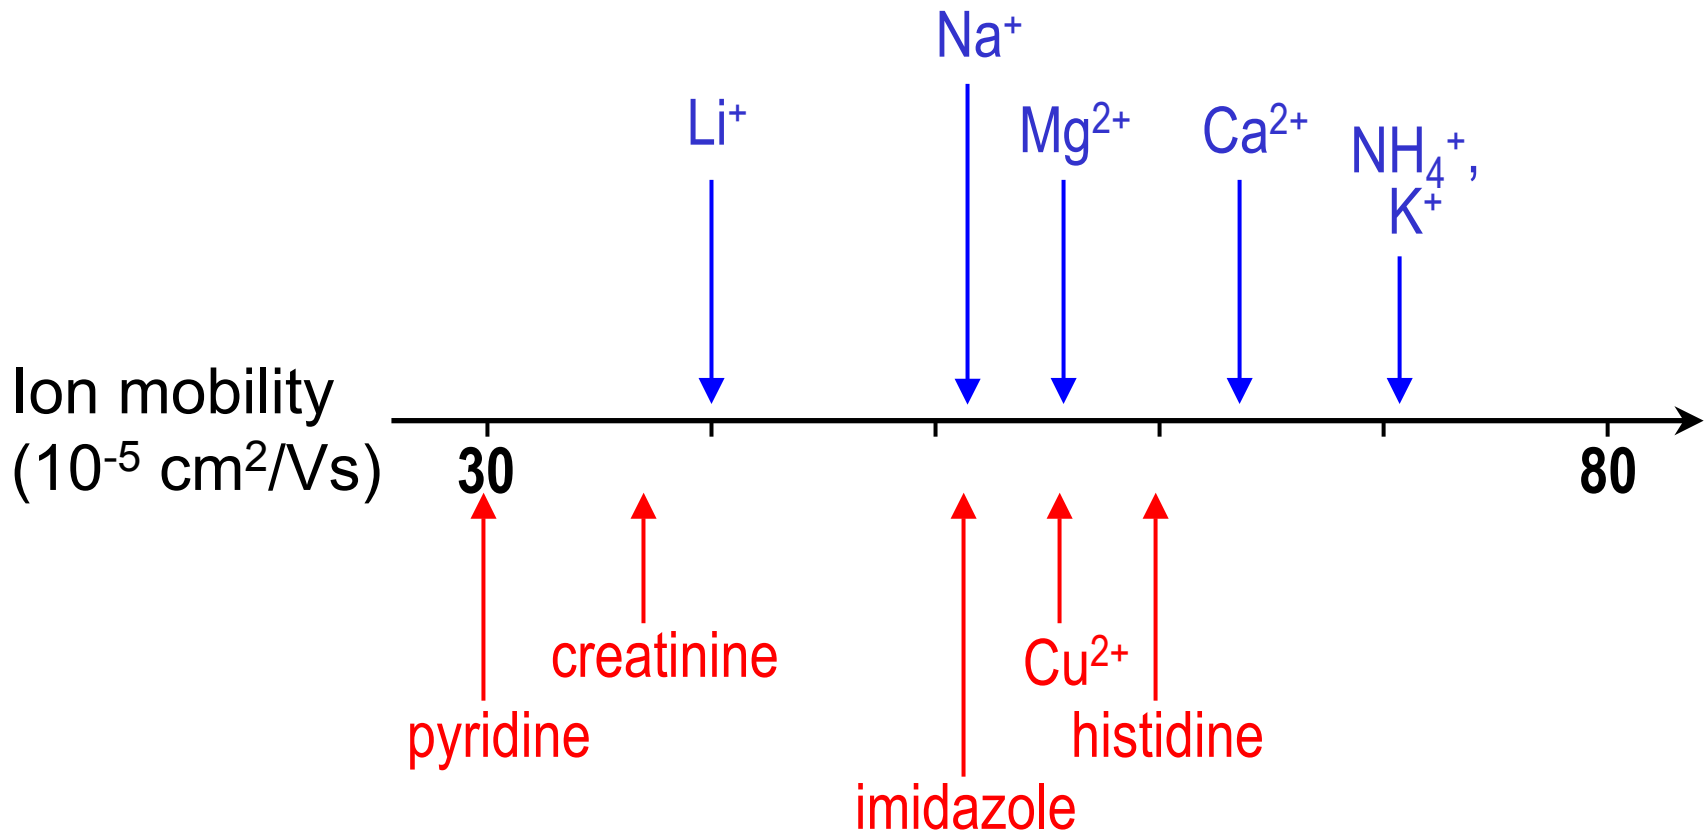 Na⁺
Li⁺
Mg²⁺
Ca²⁺
NH₄⁺,
K⁺
Ion mobility
(10⁻⁵ cm²/Vs)
30
80
creatinine
Cu²⁺
pyridine
histidine
imidazole